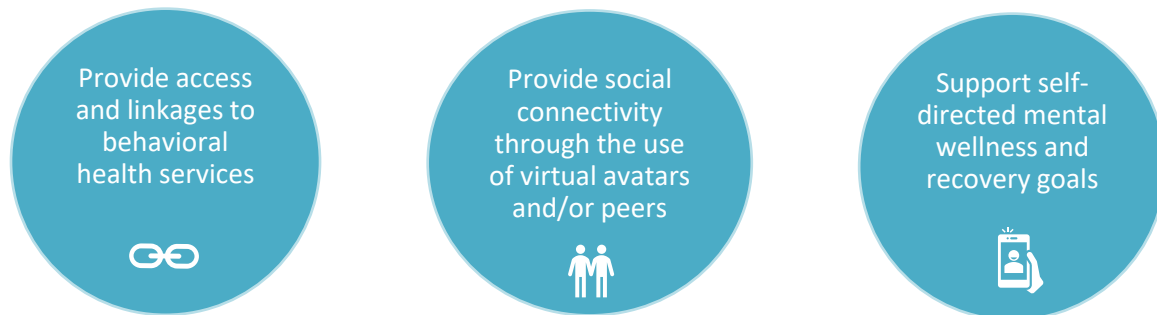 Provide access
and linkages to
behavioral
health services
Provide social
connectivity
through the use
of virtual avatars
and/or peers
Support self-
directed mental
wellness and
recovery goals